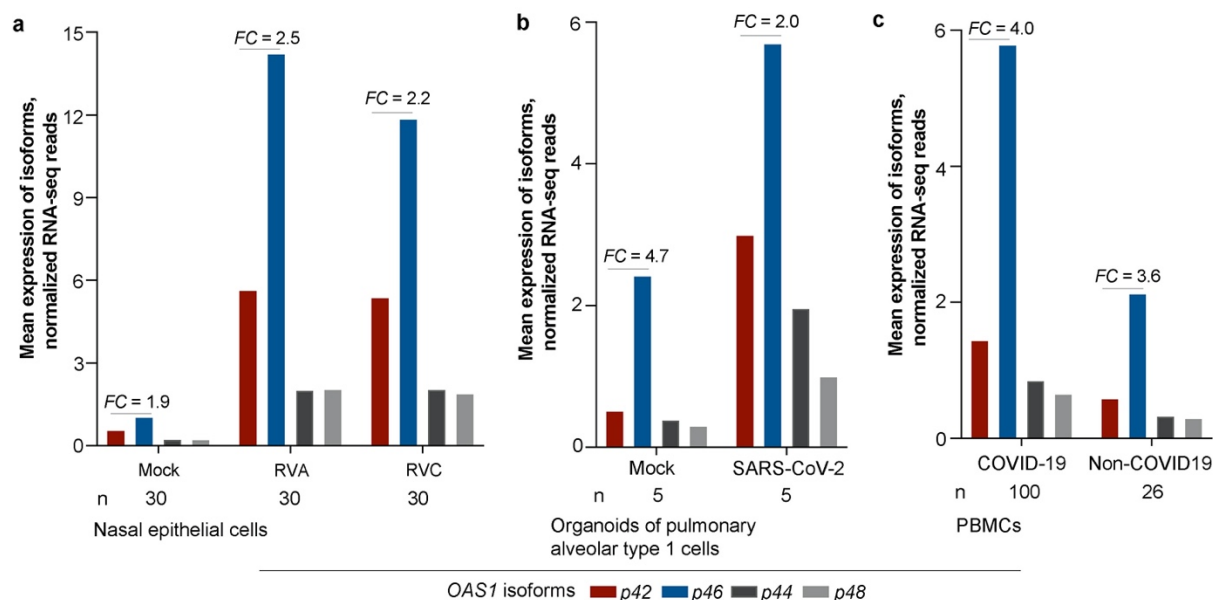 a
Mean expression of isoforms,
normalized RNA-seq reads
15
12
9
6
3
0
FC = 1.9
FC = 2.5
FC = 2.2
Mock RVA RVC
n 30 30 30
Nasal epithelial cells
b
Mean expression of isoforms,
normalized RNA-seq reads
6
4
2
0
FC = 4.7
FC = 2.0
Mock SARS-CoV-2
n 5 5
Organoids of pulmonary
alveolar type 1 cells
c
Mean expression of isoforms,
normalized RNA-seq reads
6
4
2
0
FC = 4.0
FC = 3.6
COVID-19 Non-COVID19
n 100 26
PBMCs
OAS1 isoforms p42 p46 p44 p48